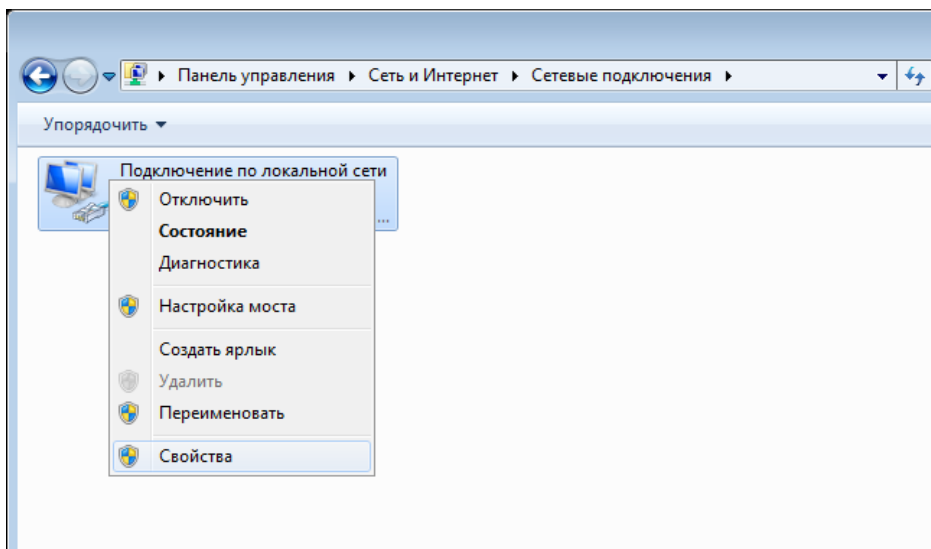 Панель управления ▸ Сеть и Интернет ▸ Сетевые подключения ▸
Упорядочить
Подключение по локальной сети
...
Отключить
Состояние
Диагностика
Настройка моста
Создать ярлык
Удалить
Переименовать
Свойства